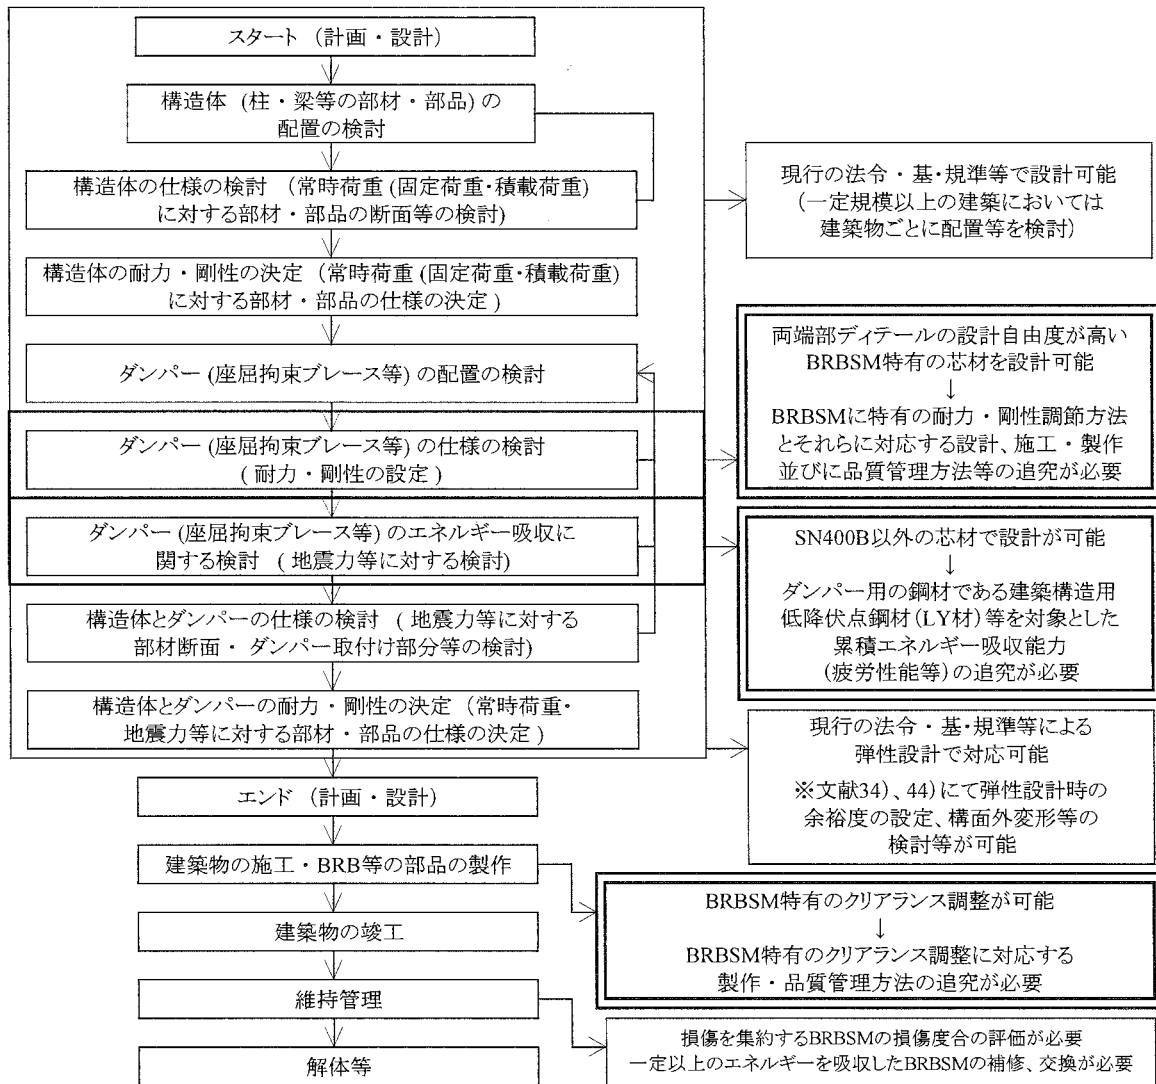 スタート (計画・設計)
構造体 (柱・梁等の部材・部品) の
配置の検討
構造体の仕様の検討 (常時荷重 (固定荷重・積載荷重)
に対する部材・部品の断面等の検討)
構造体の耐力・剛性の決定 (常時荷重 (固定荷重・積載荷重)
に対する部材・部品の仕様の決定 )
ダンパー (座屈拘束ブレース等) の配置の検討
ダンパー (座屈拘束ブレース等) の仕様の検討
( 耐力・剛性の設定 )
ダンパー (座屈拘束ブレース等) のエネルギー吸収に
関する検討 ( 地震力等に対する検討)
構造体とダンパーの仕様の検討 ( 地震力等に対する
部材断面・ ダンパー取付け部分等の検討)
構造体とダンパーの耐力・剛性の決定 (常時荷重・
地震力等に対する部材・部品の仕様の決定 )
エンド (計画・設計)
建築物の施工・BRB等の部品の製作
建築物の竣工
維持管理
解体等
現行の法令・基・規準等で設計可能
(一定規模以上の建築においては
建築物ごとに配置等を検討)
両端部ディテールの設計自由度が高い
BRBSM特有の芯材を設計可能
↓
BRBSMに特有の耐力・剛性調節方法
とそれらに対応する設計、施工・製作
並びに品質管理方法等の追究が必要
SN400B以外の芯材で設計が可能
↓
ダンパー用の鋼材である建築構造用
低降伏点鋼材(LY材)等を対象とした
累積エネルギー吸収能力
(疲労性能等)の追究が必要
現行の法令・基・規準等による
弾性設計で対応可能
※文献34)、44)にて弾性設計時の
余裕度の設定、構面外変形等の
検討等が可能
BRBSM特有のクリアランス調整が可能
↓
BRBSM特有のクリアランス調整に対応する
製作・品質管理方法の追究が必要
損傷を集約するBRBSMの損傷度合の評価が必要
一定以上のエネルギーを吸収したBRBSMの補修、交換が必要